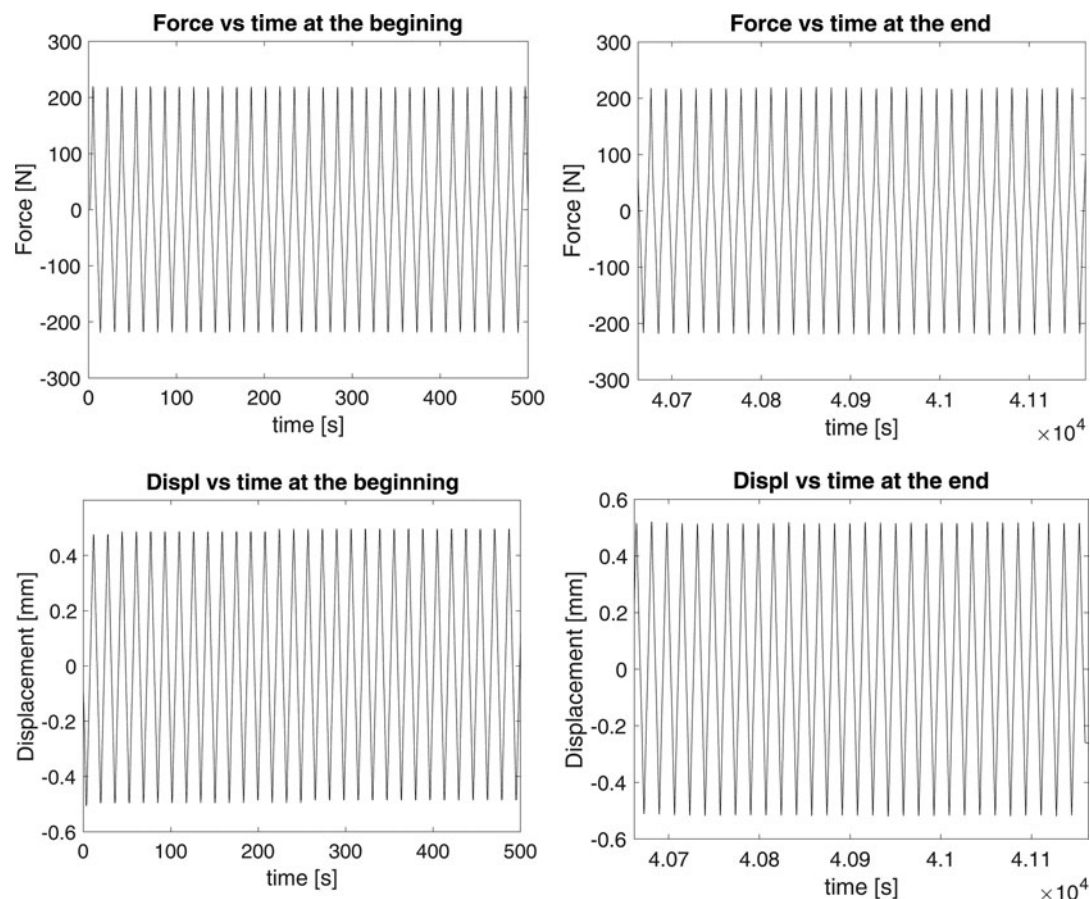 Force vs time at the begining
300
200
100
0
-100
-200
-300
Force [N]
0 100 200 300 400 500
time [s]
Force vs time at the end
300
200
100
0
-100
-200
-300
Force [N]
4.07 4.08 4.09 4.1 4.11
time [s]
×10⁴
Displ vs time at the beginning
0.4
0.2
0
-0.2
-0.4
-0.6
Displacement [mm]
0 100 200 300 400 500
time [s]
Displ vs time at the end
0.6
0.4
0.2
0
-0.2
-0.4
-0.6
Displacement [mm]
4.07 4.08 4.09 4.1 4.11
time [s]
×10⁴